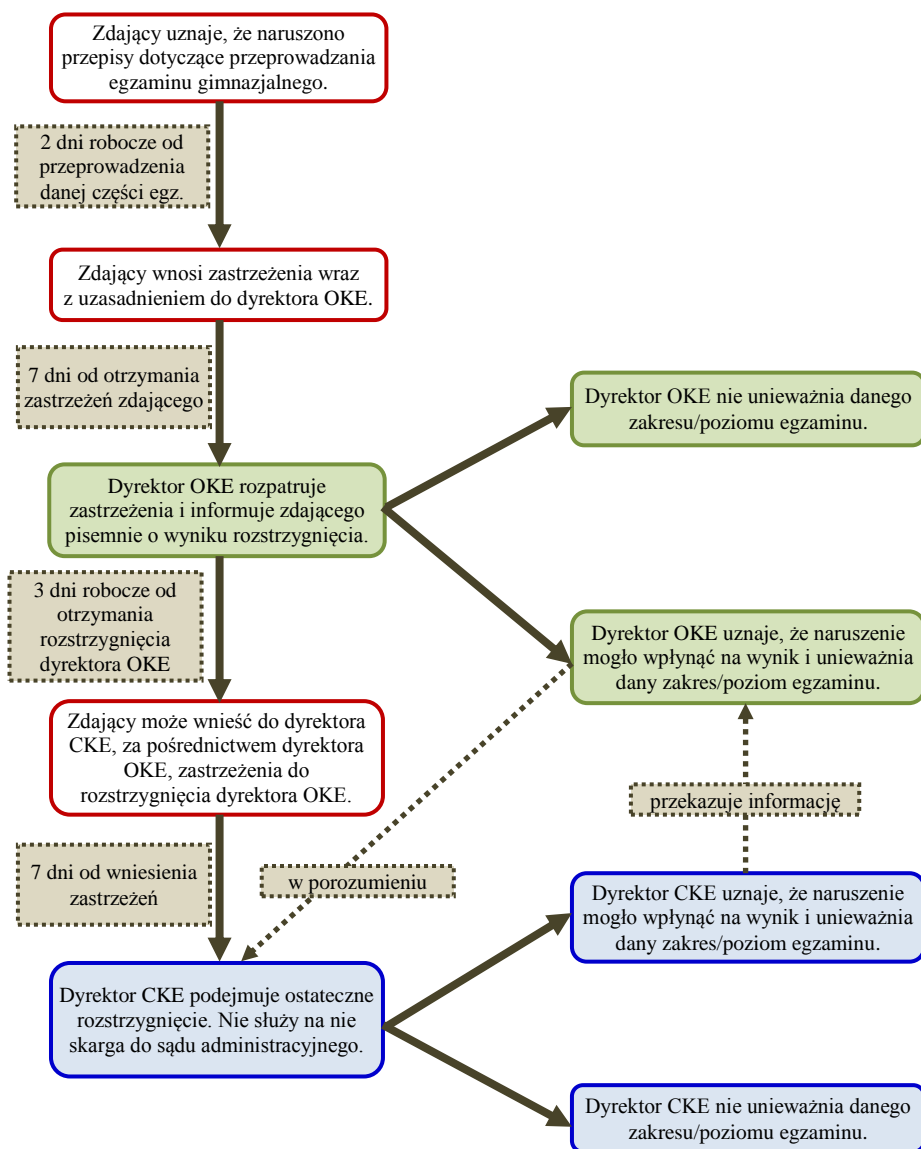 Zdający uznaje, że naruszono
przepisy dotyczące przeprowadzania
egzaminu gimnazjalnego.
2 dni robocze od
przeprowadzenia
danej części egz.
Zdający wnosi zastrzeżenia wraz
z uzasadnieniem do dyrektora OKE.
7 dni od otrzymania
zastrzeżeń zdającego
Dyrektor OKE nie unieważnia danego
zakresu/poziomu egzaminu.
Dyrektor OKE rozpatruje
zastrzeżenia i informuje zdającego
pisemnie o wyniku rozstrzygnięcia.
3 dni robocze od
otrzymania
rozstrzygnięcia
dyrektora OKE
Dyrektor OKE uznaje, że naruszenie
mogło wpłynąć na wynik i unieważnia
dany zakres/poziom egzaminu.
Zdający może wnieść do dyrektora
CKE, za pośrednictwem dyrektora
OKE, zastrzeżenia do
rozstrzygnięcia dyrektora OKE.
przekazuje informację
7 dni od wniesienia
zastrzeżeń
w porozumieniu
Dyrektor CKE uznaje, że naruszenie
mogło wpłynąć na wynik i unieważnia
dany zakres/poziom egzaminu.
Dyrektor CKE podejmuje ostateczne
rozstrzygnięcie. Nie służy na nie
skarga do sądu administracyjnego.
Dyrektor CKE nie unieważnia danego
zakresu/poziomu egzaminu.